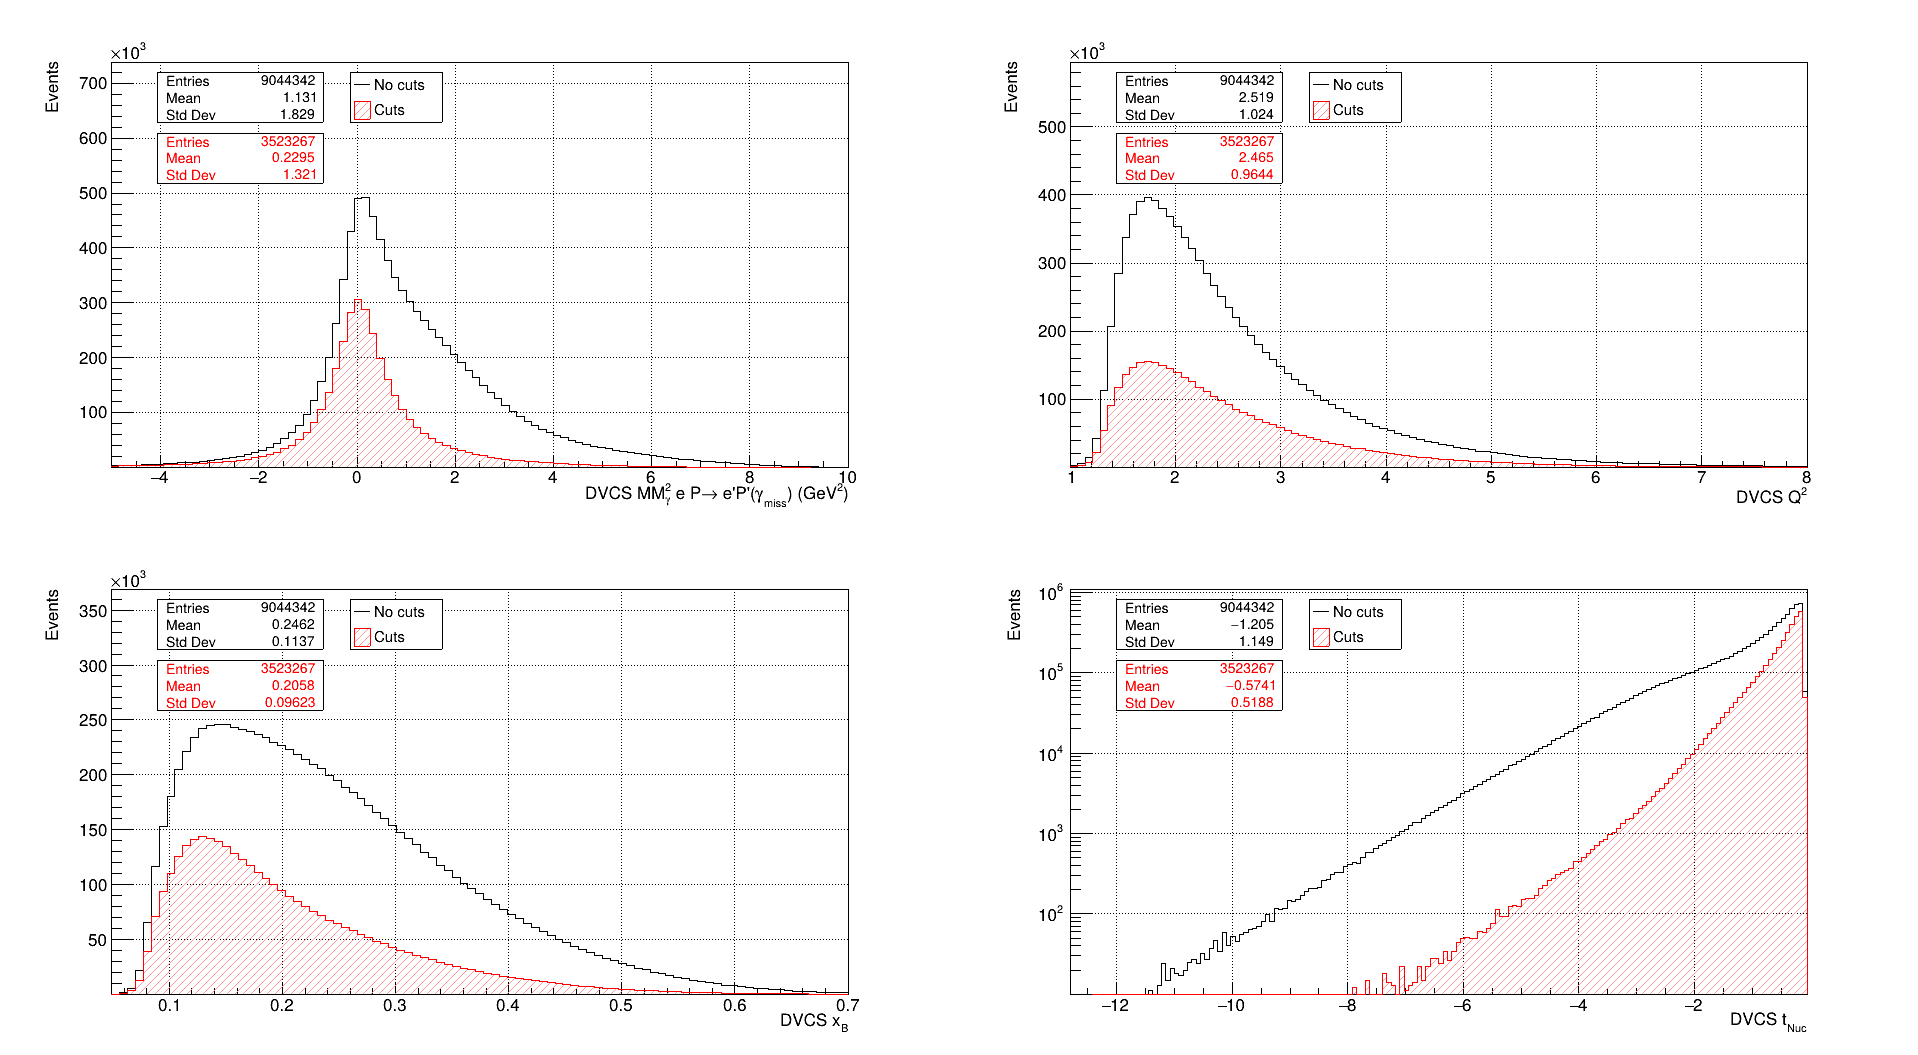 ×10³
Events
700
600
500
400
300
200
100
Entries 9044342
Mean 1.131
Std Dev 1.829
Entries 3523267
Mean 0.2295
Std Dev 1.321
No cuts
Cuts
−4 −2 0 2 4 6 8 10
DVCS MM²γ e P→ e'P'(γmiss) (GeV²)
×10³
Events
500
400
300
200
100
Entries 9044342
Mean 2.519
Std Dev 1.024
Entries 3523267
Mean 2.465
Std Dev 0.9644
No cuts
Cuts
1 2 3 4 5 6 7 8
DVCS Q²
×10³
Events
350
300
250
200
150
100
50
Entries 9044342
Mean 0.2462
Std Dev 0.1137
Entries 3523267
Mean 0.2058
Std Dev 0.09623
No cuts
Cuts
0.1 0.2 0.3 0.4 0.5 0.6 0.7
DVCS xB
Events
10⁶
10⁵
10⁴
10³
10²
Entries 9044342
Mean −1.205
Std Dev 1.149
Entries 3523267
Mean −0.5741
Std Dev 0.5188
No cuts
Cuts
−12 −10 −8 −6 −4 −2
DVCS tNuc